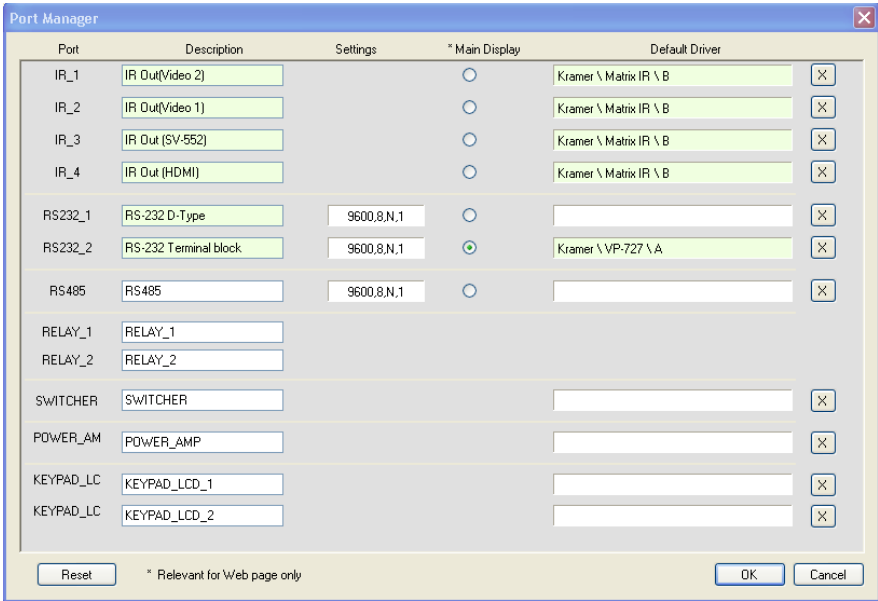 Port Manager
Port Description Settings * Main Display Default Driver
IR_1 IR Out(Video 2) Kramer \ Matrix IR \ B X
IR_2 IR Out(Video 1) Kramer \ Matrix IR \ B X
IR_3 IR Out (SV-552) Kramer \ Matrix IR \ B X
IR_4 IR Out (HDMI) Kramer \ Matrix IR \ B X
RS232_1 RS-232 D-Type 9600,8,N,1 X
RS232_2 RS-232 Terminal block 9600,8,N,1 Kramer \ VP-727 \ A X
RS485 RS485 9600,8,N,1 X
RELAY_1 RELAY_1
RELAY_2 RELAY_2
SWITCHER SWITCHER X
POWER_AM POWER_AMP X
KEYPAD_LC KEYPAD_LCD_1 X
KEYPAD_LC KEYPAD_LCD_2 X
Reset * Relevant for Web page only OK Cancel